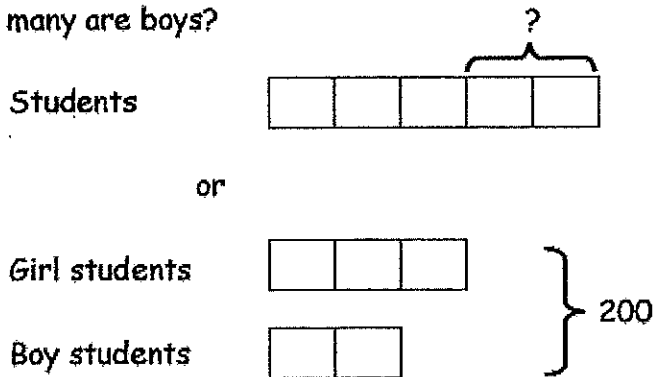 many are boys?
?
Students
or
Girl students
200
Boy students